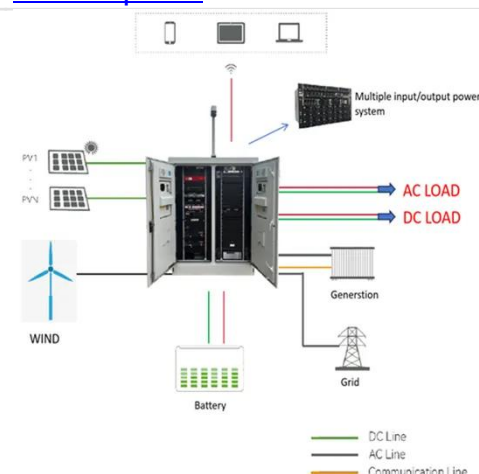 Multiple input/output power
system
PV1
PVN
AC LOAD
DC LOAD
WIND
Generstion
Grid
Battery
DC Line
AC Line
Communication Line